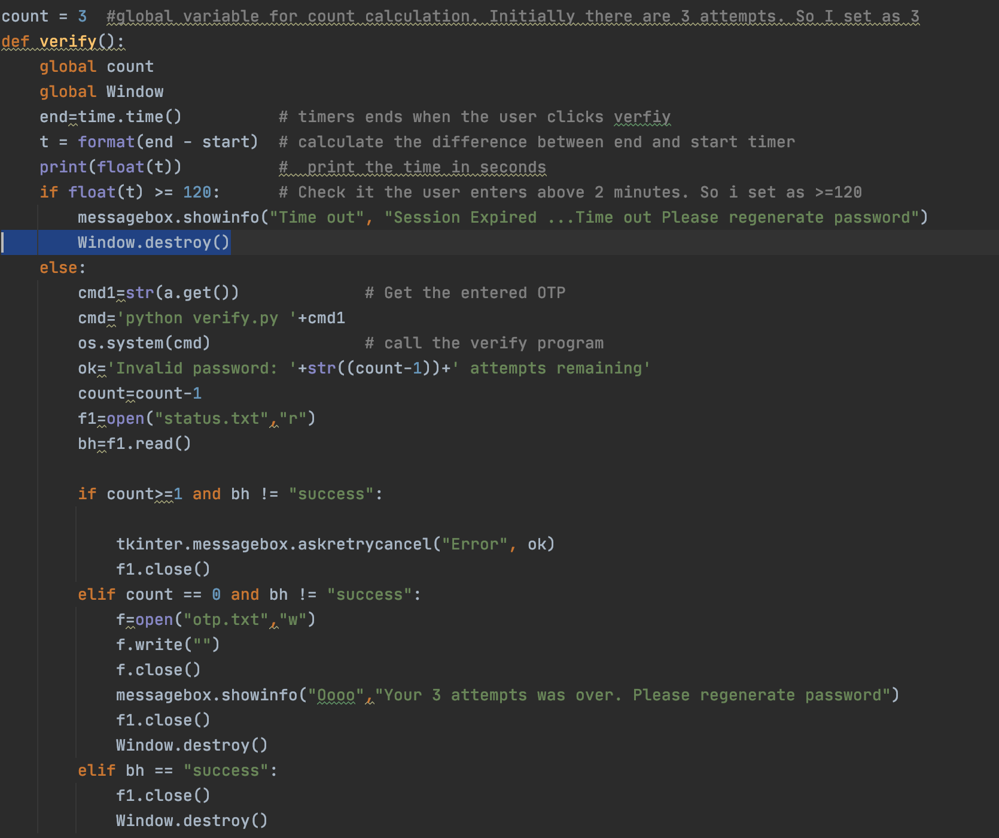 count = 3  #global variable for count calculation. Initially there are 3 attempts. So I set as 3
def verify():
    global count
    global Window
    end=time.time()          # timers ends when the user clicks verfiy
    t = format(end - start)  # calculate the difference between end and start timer
    print(float(t))          #  print the time in seconds
    if float(t) >= 120:      # Check it the user enters above 2 minutes. So i set as >=120
        messagebox.showinfo("Time out", "Session Expired ...Time out Please regenerate password")
        Window.destroy()
    else:
        cmd1=str(a.get())             # Get the entered OTP
        cmd='python verify.py '+cmd1
        os.system(cmd)                # call the verify program
        ok='Invalid password: '+str((count-1))+' attempts remaining'
        count=count-1
        f1=open("status.txt","r")
        bh=f1.read()
        if count>=1 and bh != "success":
            tkinter.messagebox.askretrycancel("Error", ok)
            f1.close()
        elif count == 0 and bh != "success":
            f=open("otp.txt","w")
            f.write("")
            f.close()
            messagebox.showinfo("Oooo","Your 3 attempts was over. Please regenerate password")
            f1.close()
            Window.destroy()
        elif bh == "success":
            f1.close()
            Window.destroy()